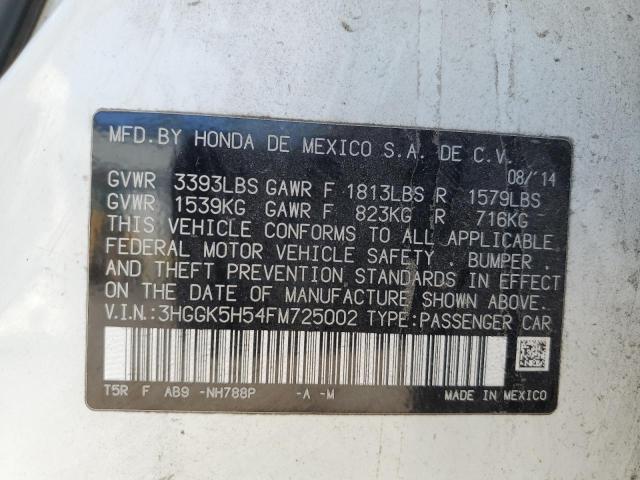 MFD.BY HONDA DE MEXICO S.A. DE C.V.
08/'14
GVWR 3393LBS GAWR F 1813LBS R 1579LBS
GVWR 1539KG GAWR F 823KG R 716KG
THIS VEHICLE CONFORMS TO ALL APPLICABLE
FEDERAL MOTOR VEHICLE SAFETY , BUMPER ,
AND THEFT PREVENTION STANDARDS IN EFFECT
ON THE DATE OF MANUFACTURE SHOWN ABOVE.
V.I.N.:3HGGK5H54FM725002 TYPE:PASSENGER CAR
T5R F AB9 -NH788P -A -M MADE IN MEXICO